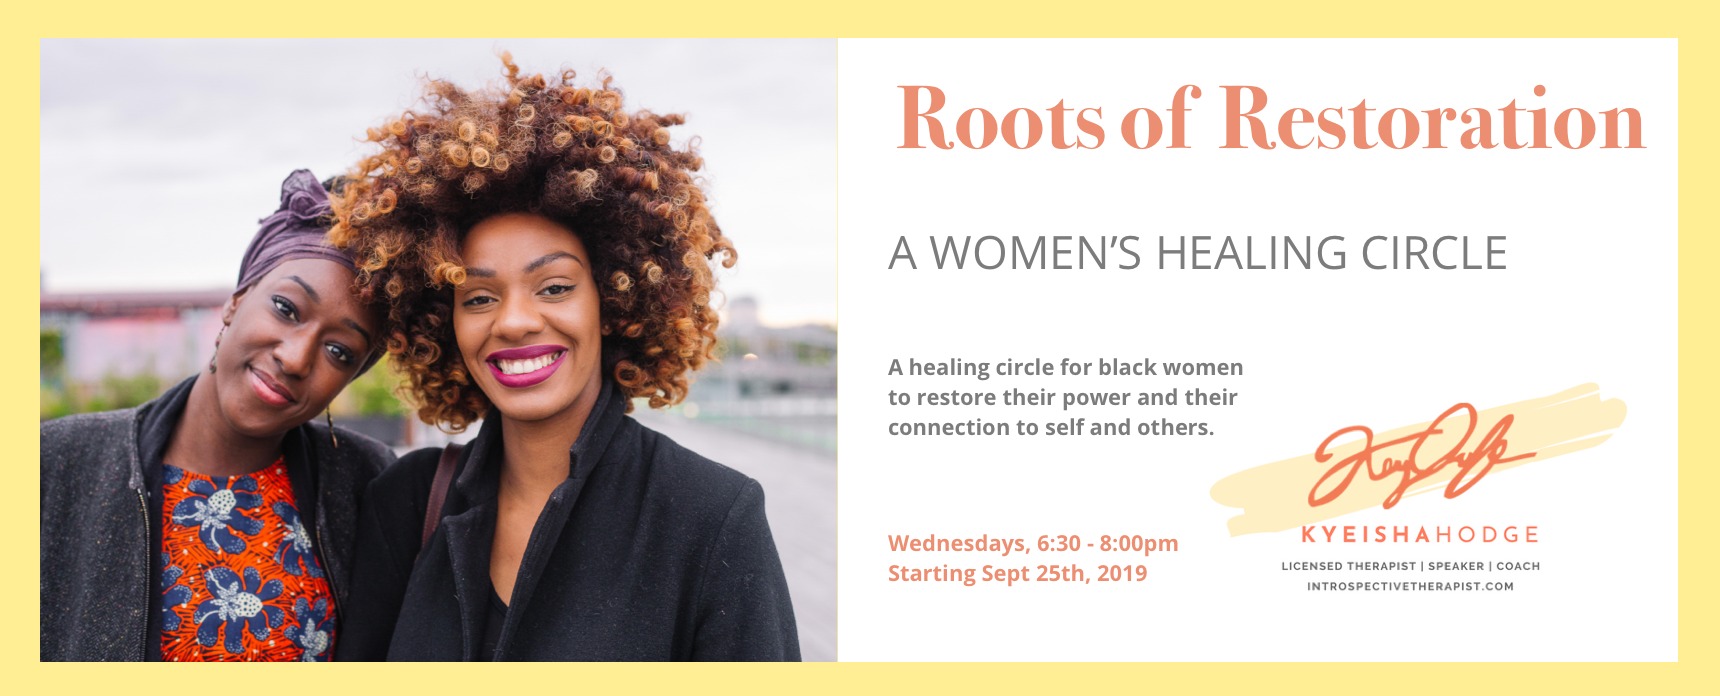 Roots of Restoration
A WOMEN’S HEALING CIRCLE
A healing circle for black women
to restore their power and their
connection to self and others.
Wednesdays, 6:30 - 8:00pm
Starting Sept 25th, 2019
KYEISHAHODGE
LICENSED THERAPIST | SPEAKER | COACH
INTROSPECTIVETHERAPIST.COM